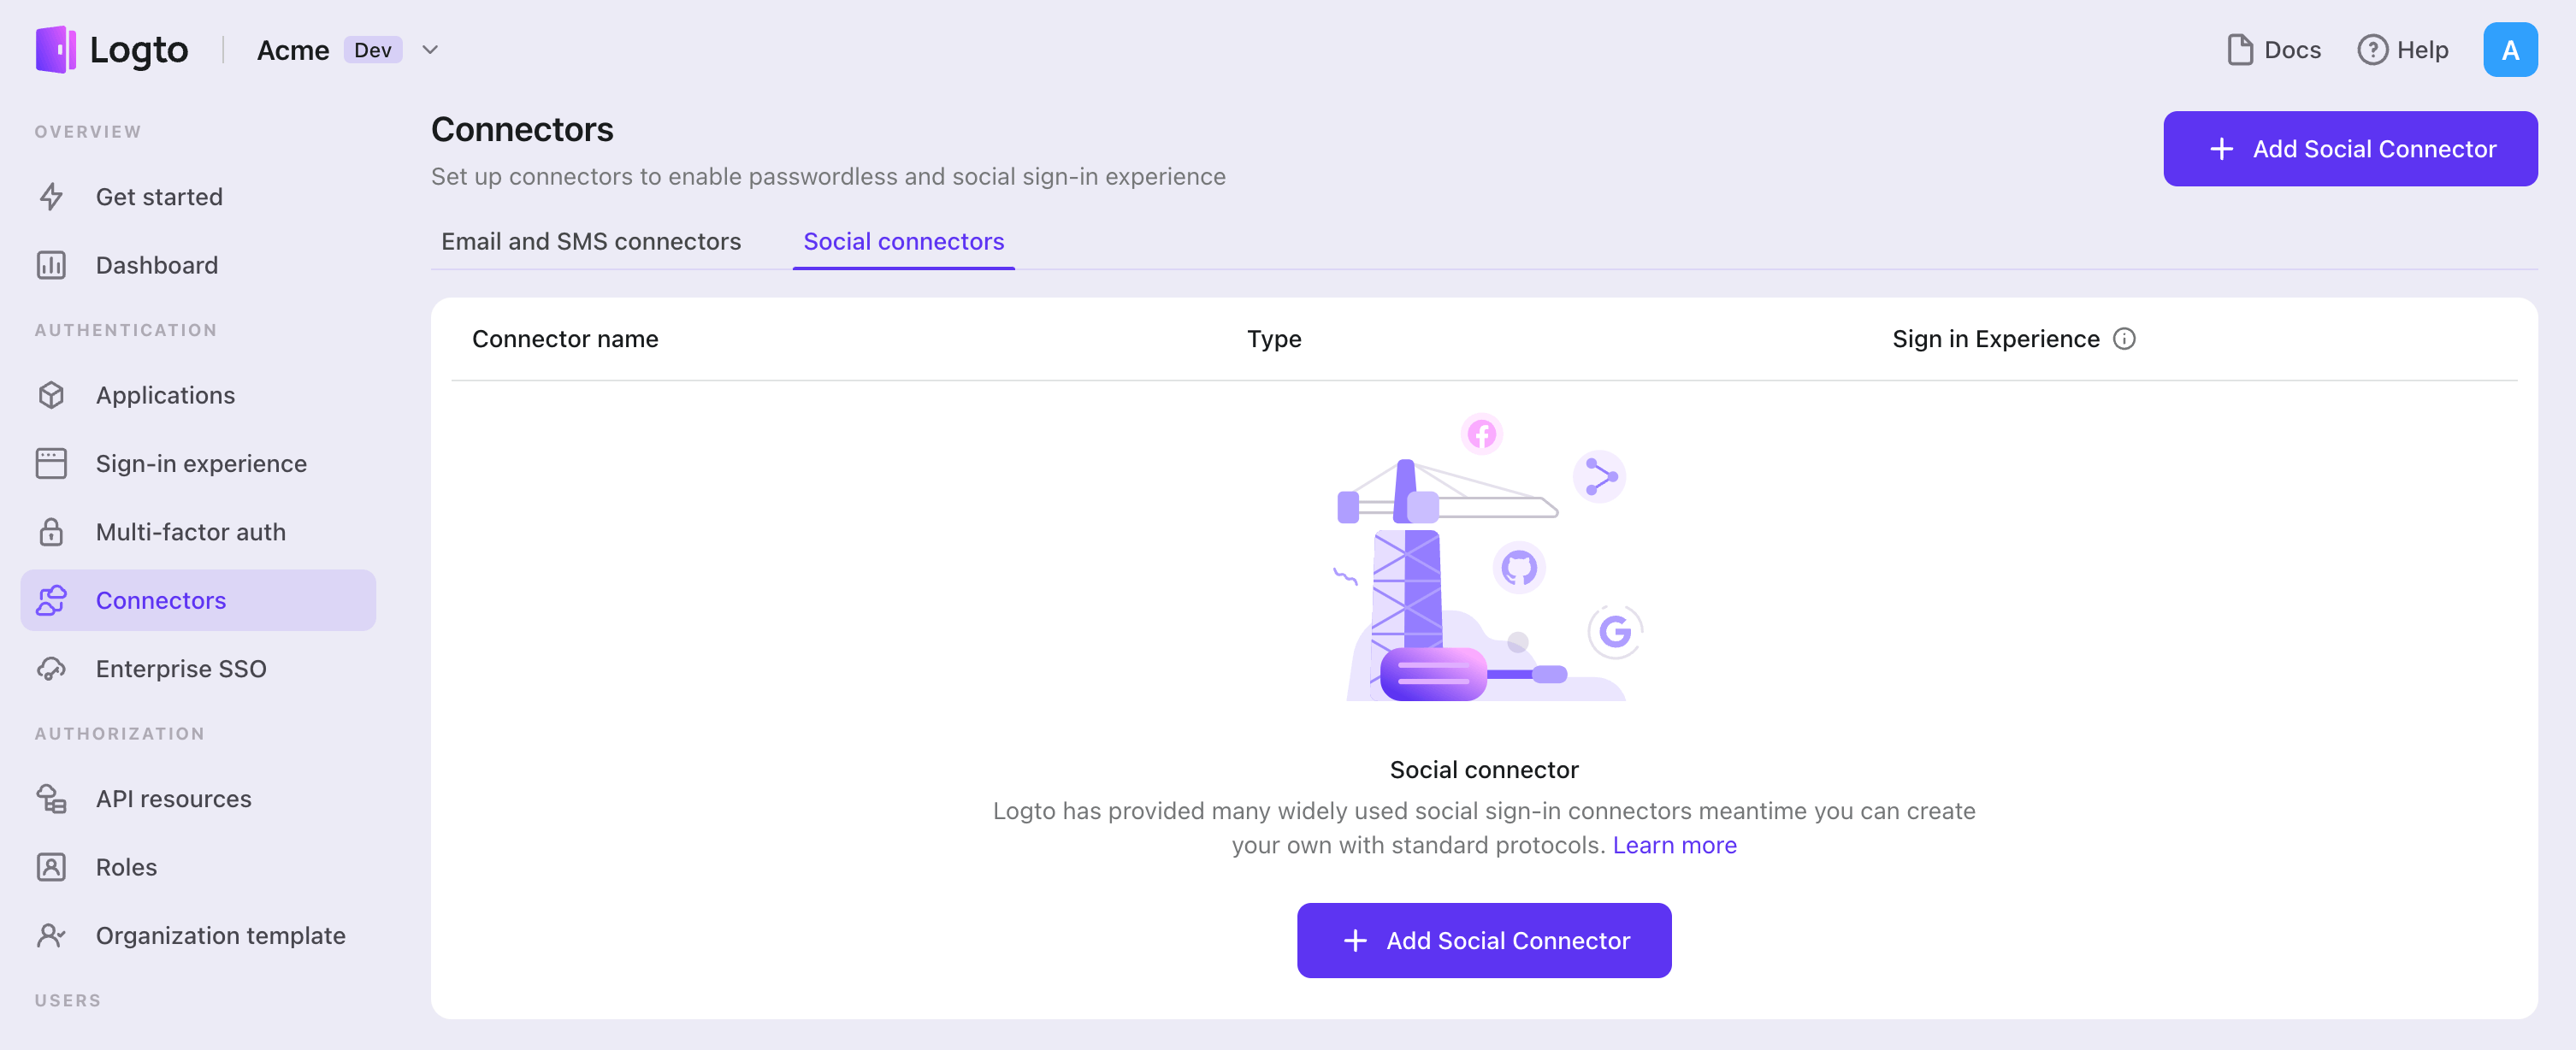 Logto
Acme Dev
Docs
Help
A
OVERVIEW
Get started
Dashboard
AUTHENTICATION
Applications
Sign-in experience
Multi-factor auth
Connectors
Enterprise SSO
AUTHORIZATION
API resources
Roles
Organization template
USERS
Connectors
Set up connectors to enable passwordless and social sign-in experience
Add Social Connector
Email and SMS connectors
Social connectors
Connector name
Type
Sign in Experience
Social connector
Logto has provided many widely used social sign-in connectors meantime you can create
your own with standard protocols. Learn more
Add Social Connector